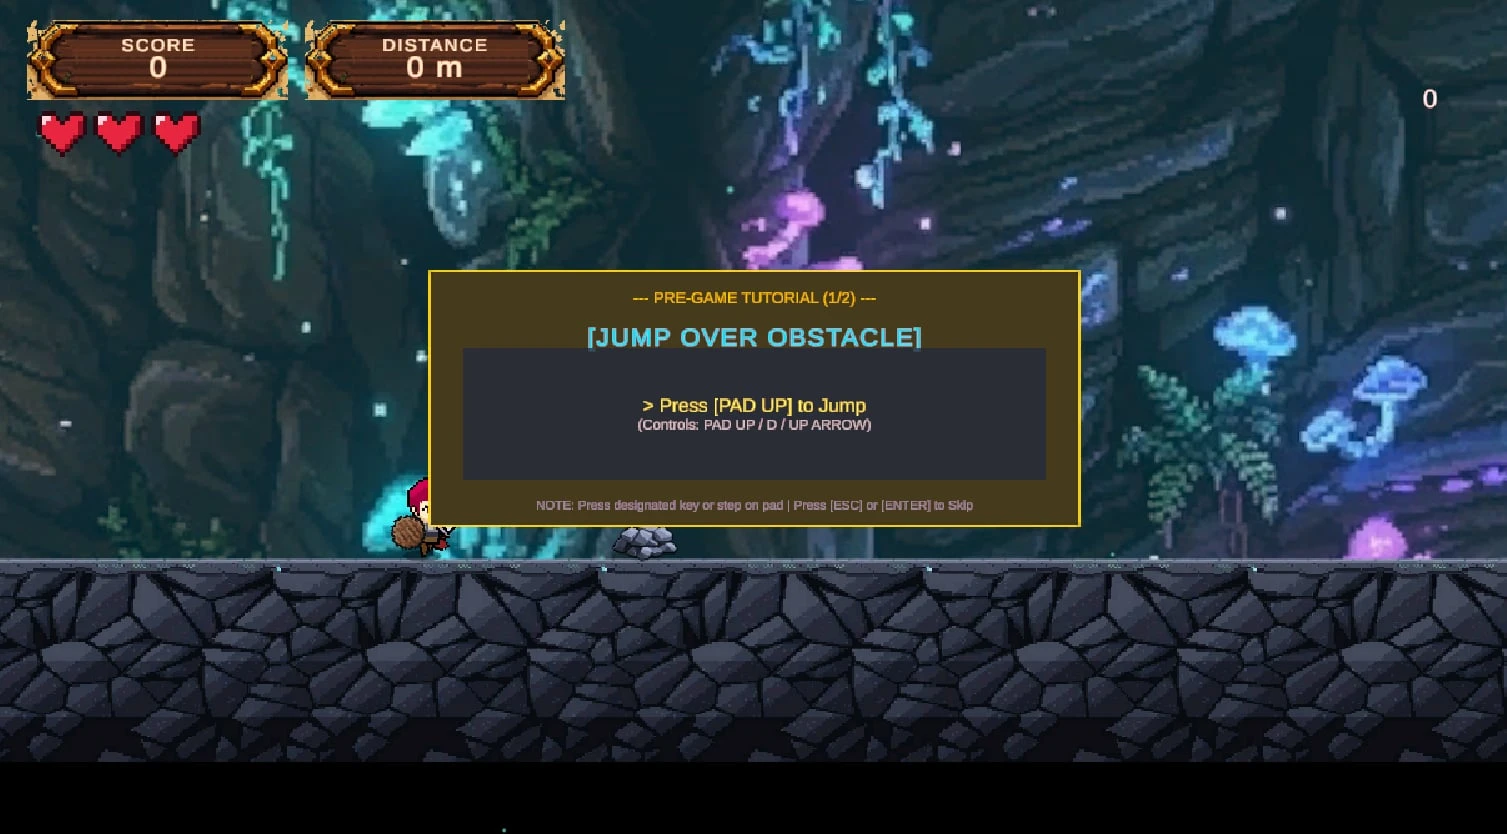 SCORE
0
DISTANCE
0 m
0
--- PRE-GAME TUTORIAL (1/2) ---
[JUMP OVER OBSTACLE]
> Press [PAD UP] to Jump
(Controls: PAD UP / D / UP ARROW)
NOTE: Press designated key or step on pad | Press [ESC] or [ENTER] to Skip